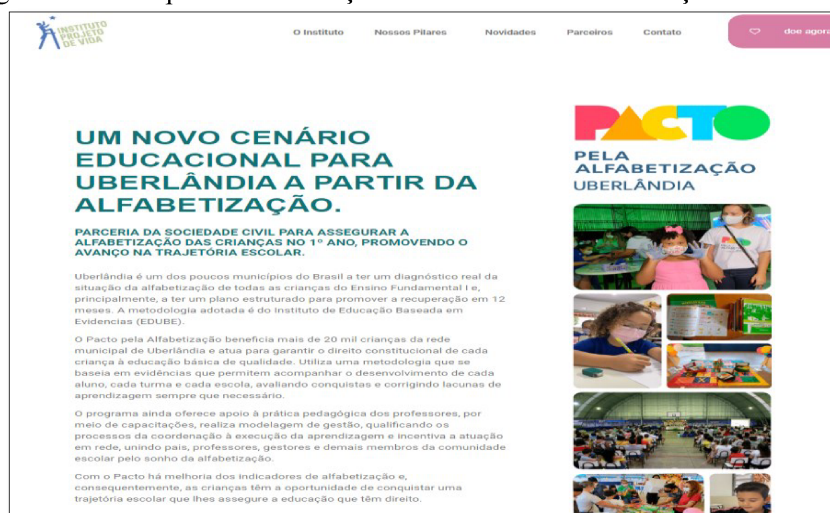 INSTITUTO
PROJETO
DE VIDA
O Instituto Nossos Pilares Novidades Parceiros Contato doe agora
UM NOVO CENÁRIO
EDUCACIONAL PARA
UBERLÂNDIA A PARTIR DA
ALFABETIZAÇÃO.
PARCERIA DA SOCIEDADE CIVIL PARA ASSEGURAR A
ALFABETIZAÇÃO DAS CRIANÇAS NO 1º ANO, PROMOVENDO O
AVANÇO NA TRAJETÓRIA ESCOLAR.
Uberlândia é um dos poucos municípios do Brasil a ter um diagnóstico real da
situação da alfabetização de todas as crianças do Ensino Fundamental I e,
principalmente, a ter um plano estruturado para promover a recuperação em 12
meses. A metodologia adotada é do Instituto de Educação Baseada em
Evidencias (EDUBE).
O Pacto pela Alfabetização beneficia mais de 20 mil crianças da rede
municipal de Uberlândia e atua para garantir o direito constitucional de cada
criança à educação básica de qualidade. Utiliza uma metodologia que se
baseia em evidências que permitem acompanhar o desenvolvimento de cada
aluno, cada turma e cada escola, avaliando conquistas e corrigindo lacunas de
aprendizagem sempre que necessário.
O programa ainda oferece apoio à prática pedagógica dos professores, por
meio de capacitações, realiza modelagem de gestão, qualificando os
processos da coordenação à execução da aprendizagem e incentiva a atuação
em rede, unindo pais, professores, gestores e demais membros da comunidade
escolar pelo sonho da alfabetização.
Com o Pacto há melhoria dos indicadores de alfabetização e,
consequentemente, as crianças têm a oportunidade de conquistar uma
trajetória escolar que lhes assegure a educação que têm direito.
PACTO
PELA
ALFABETIZAÇÃO
UBERLÂNDIA